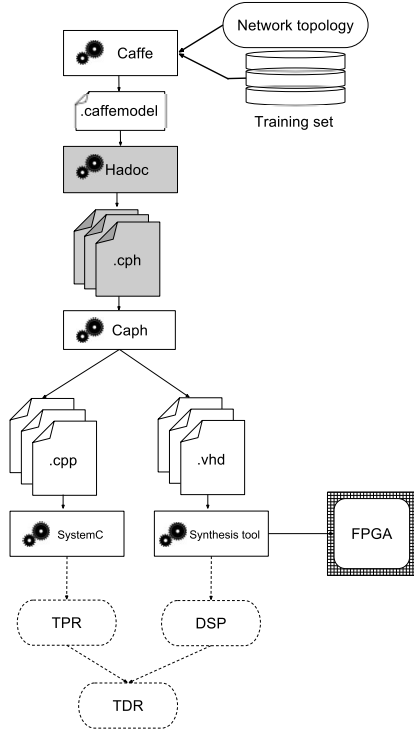 Network topology
Caffe
Training set
.caffemodel
Hadoc
.cph
Caph
.cpp
.vhd
SystemC
Synthesis tool
FPGA
TPR
DSP
TDR